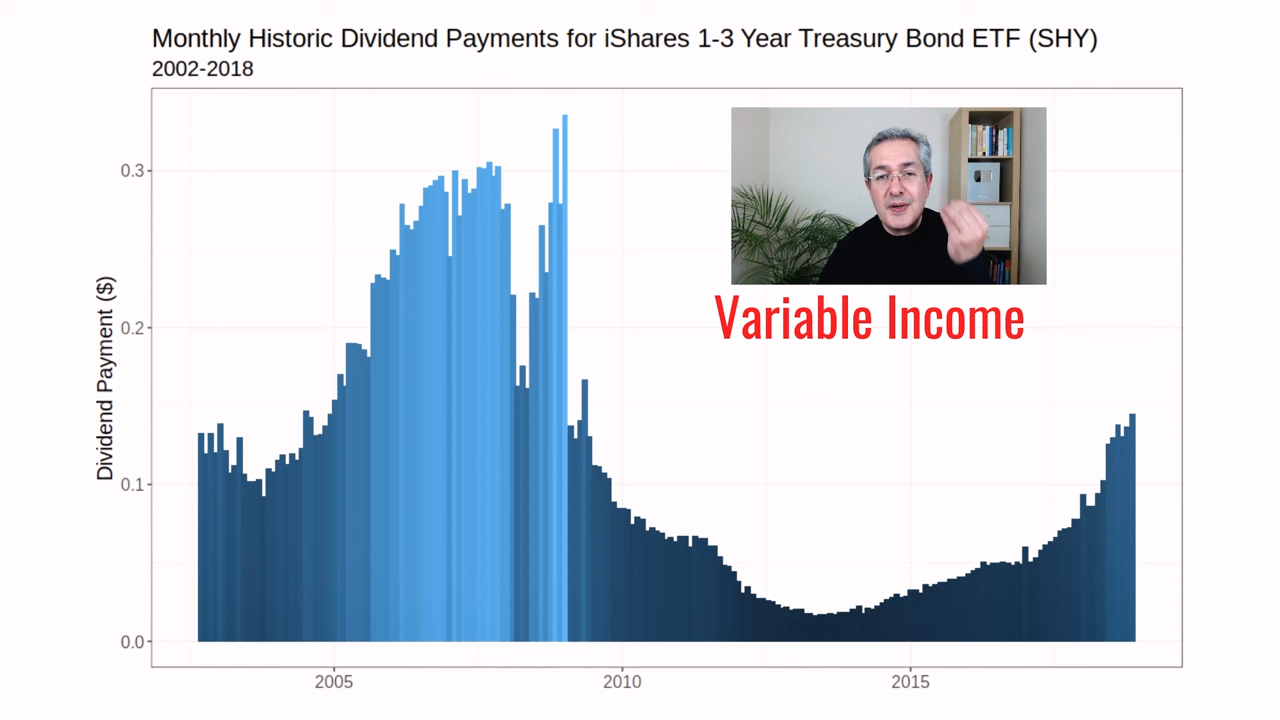 Monthly Historic Dividend Payments for iShares 1-3 Year Treasury Bond ETF (SHY)
2002-2018
Dividend Payment ($)
0.3
0.2
0.1
0.0
Variable Income
2005
2010
2015